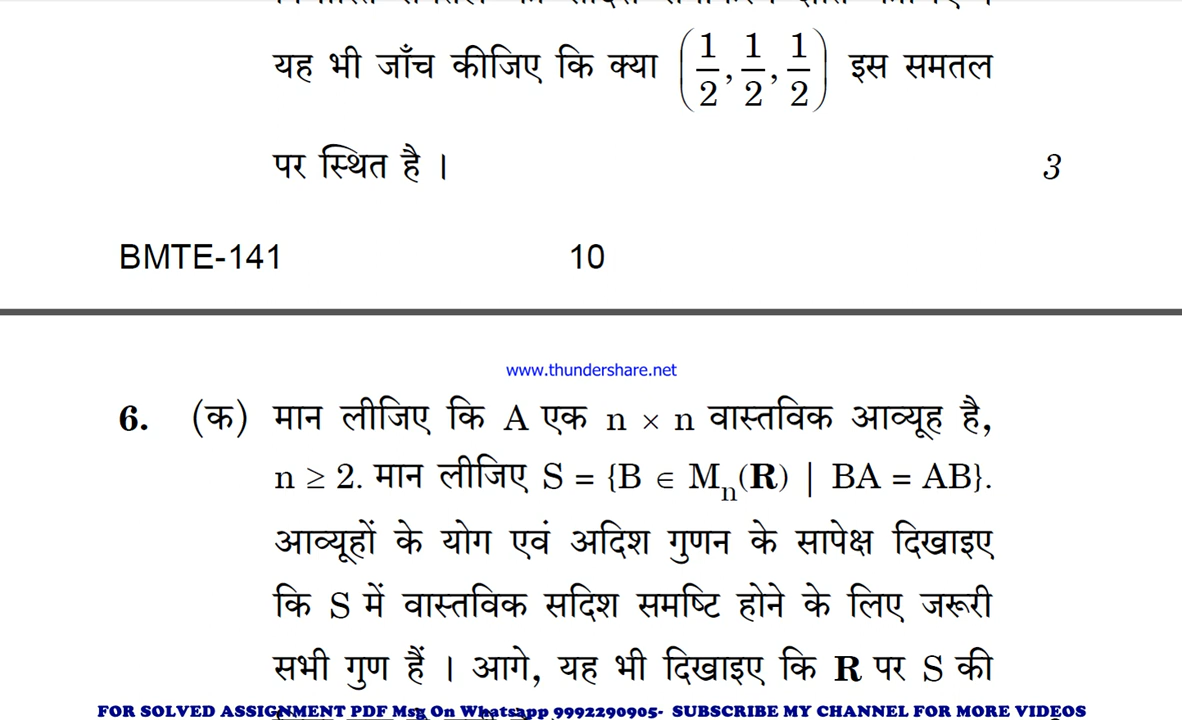 यह भी जाँच कीजिए कि क्या (1/2, 1/2, 1/2) इस समतल
पर स्थित है । 3
BMTE-141 10
www.thundershare.net
6. (क) मान लीजिए कि A एक n × n वास्तविक आव्यूह है,
n ≥ 2. मान लीजिए S = {B ∈ Mn(R) | BA = AB}.
आव्यूहों के योग एवं अदिश गुणन के सापेक्ष दिखाइए
कि S में वास्तविक सदिश समष्टि होने के लिए जरूरी
सभी गुण हैं । आगे, यह भी दिखाइए कि R पर S की
FOR SOLVED ASSIGNMENT PDF Msg On Whatsapp 9992290905- SUBSCRIBE MY CHANNEL FOR MORE VIDEOS